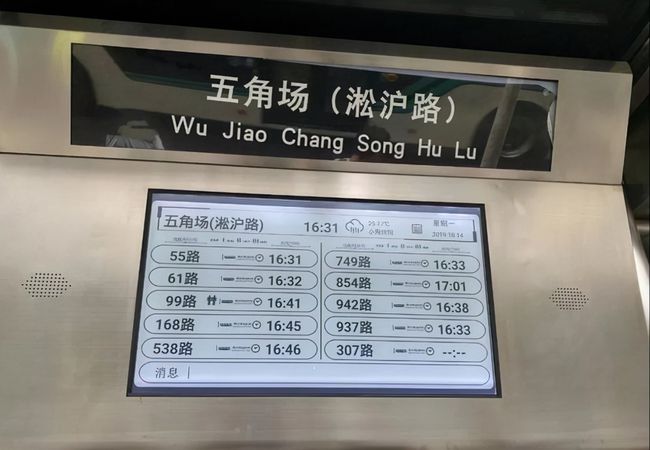 五角场（淞沪路）
Wu Jiao Chang Song Hu Lu
五角场(淞沪路) 16:31 星期一
55路 16:31
61路 16:32
99路 16:41
168路 16:45
538路 16:46
749路 16:33
854路 17:01
942路 16:38
937路 16:33
307路 --:--
消息